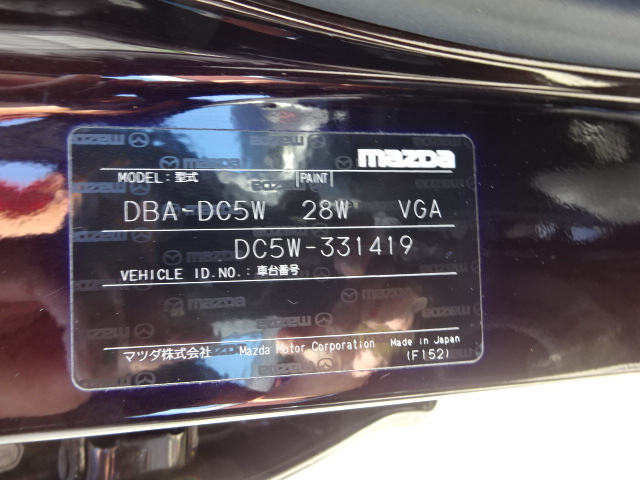 mazda
MODEL:型式 PAINT
DBA-DC5W 28W VGA
DC5W-331419
VEHICLE ID.NO.:車台番号
マツダ株式会社 Mazda Motor Corporation Made in Japan
(F152)